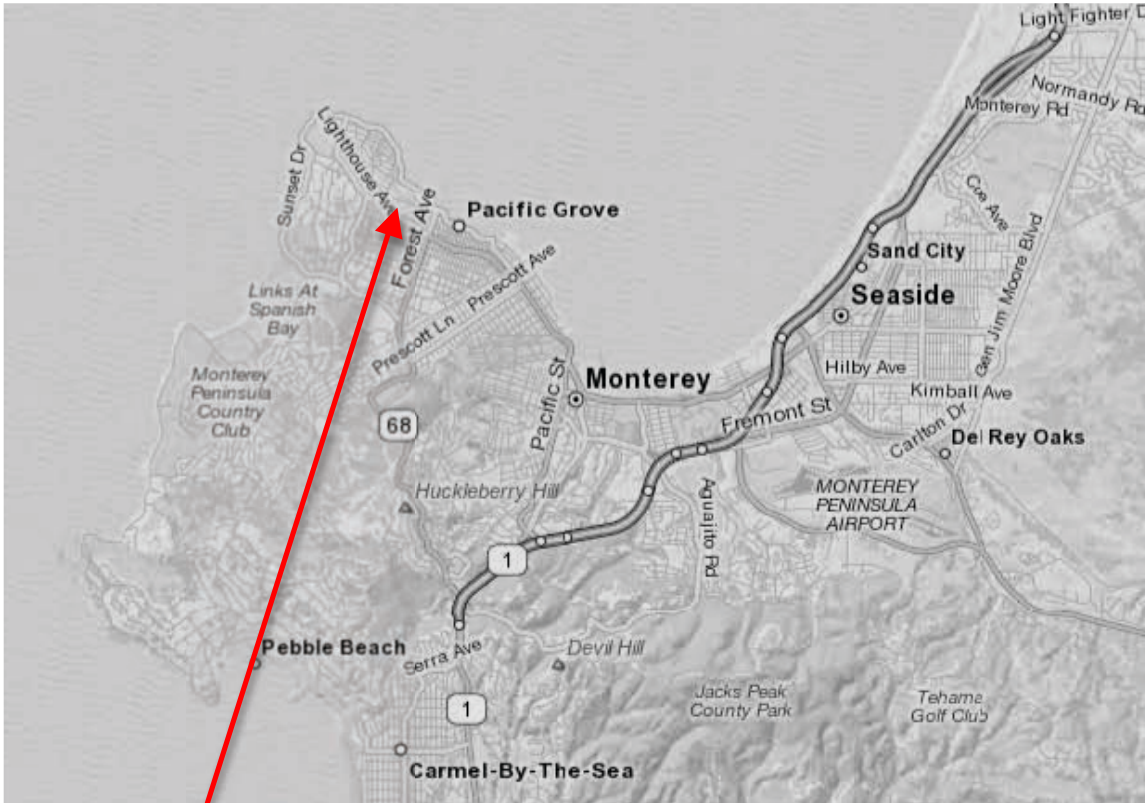 Light Fighter D
Normandy Rd
Monterey Rd
Lighthouse Ave
Sunset Dr
Coe Ave
Pacific Grove
Forest Ave
Gen Jim Moore Blvd
Sand City
Prescott Ave
Links At
Spanish
Bay
Seaside
Prescott Ln
Hilby Ave
Monterey
Peninsula
Country
Club
Monterey
Kimball Ave
Pacific St
Fremont St
68
Carlton Dr
Del Rey Oaks
Huckleberry Hill
MONTEREY
PENINSULA
AIRPORT
Aguajito Rd
1
Pebble Beach
Serra Ave
Devil Hill
Jacks Peak
County Park
Tehama
Golf Club
1
Carmel-By-The-Sea